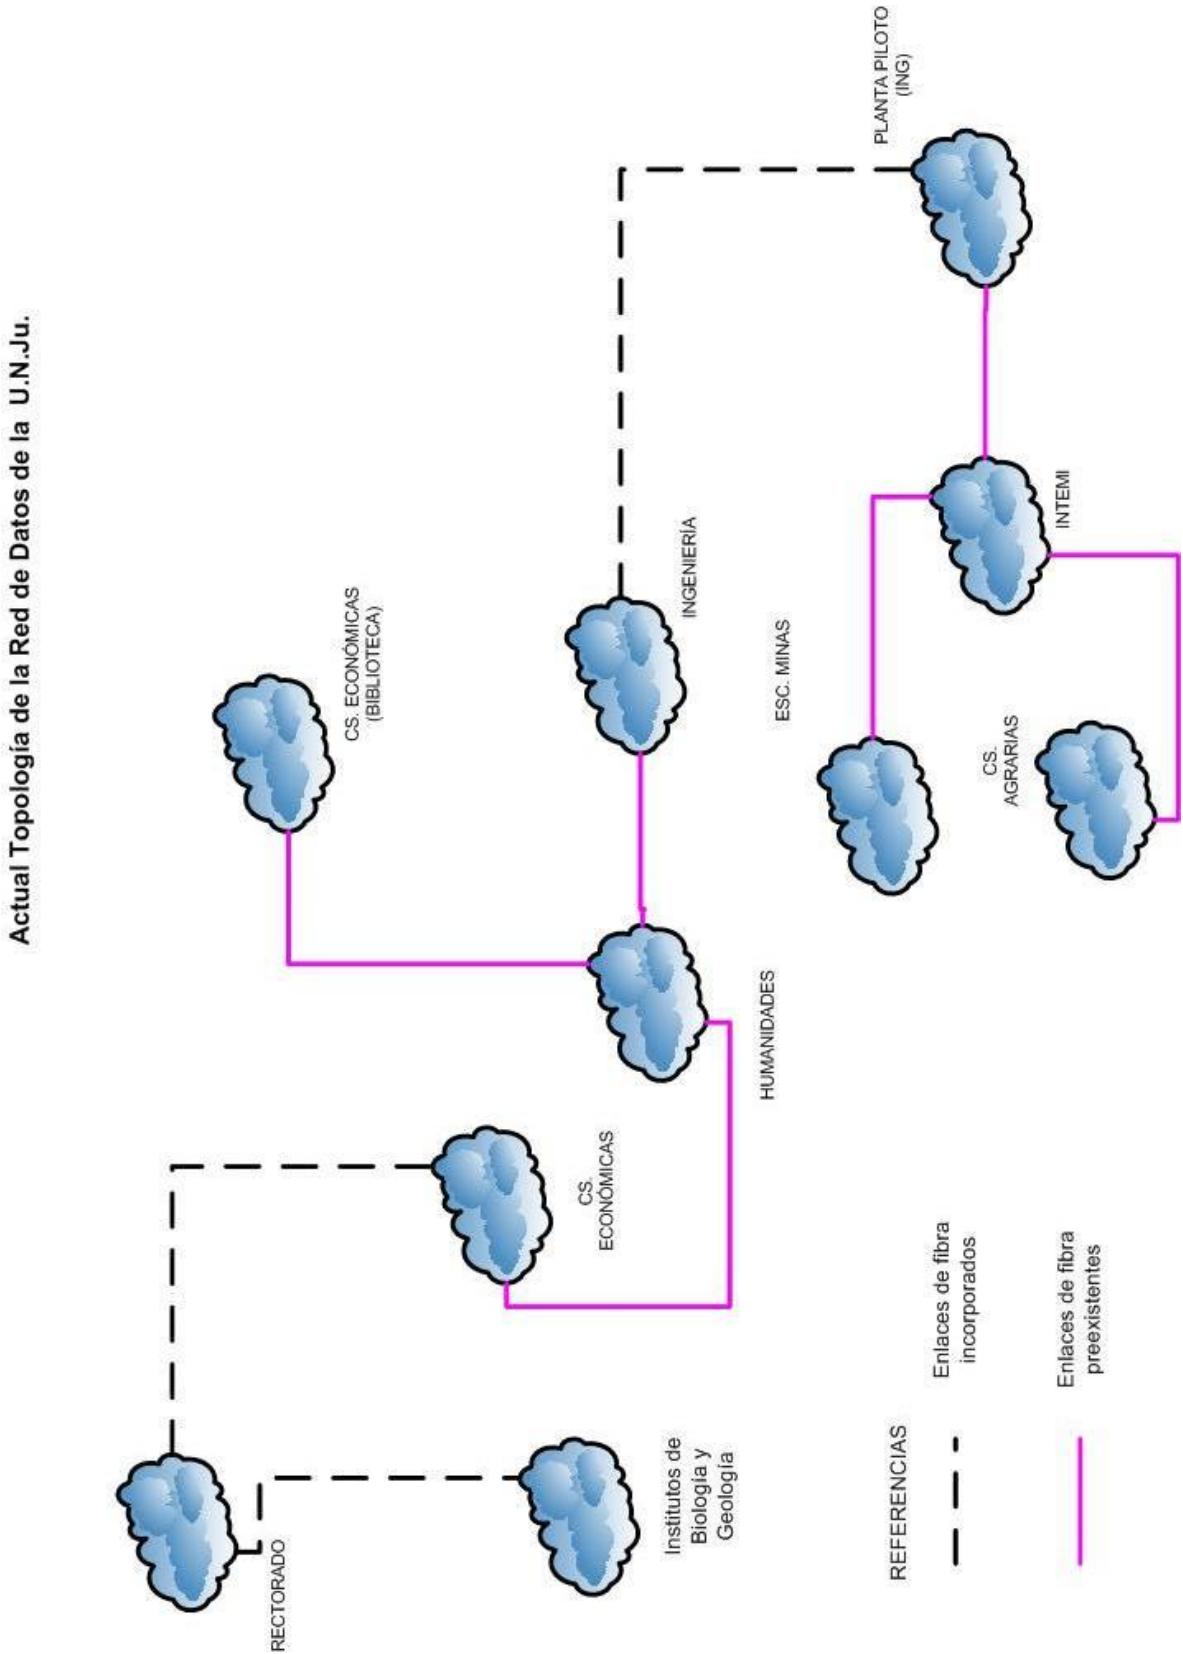 Actual Topología de la Red de Datos de la U.N.Ju.
RECTORADO
Institutos de
Biología y
Geología
CS.
ECONÓMICAS
CS. ECONÓMICAS
(BIBLIOTECA)
HUMANIDADES
INGENIERÍA
ESC. MINAS
CS.
AGRARIAS
INTEMI
PLANTA PILOTO
(ING)
REFERENCIAS
Enlaces de fibra
incorporados
Enlaces de fibra
preexistentes